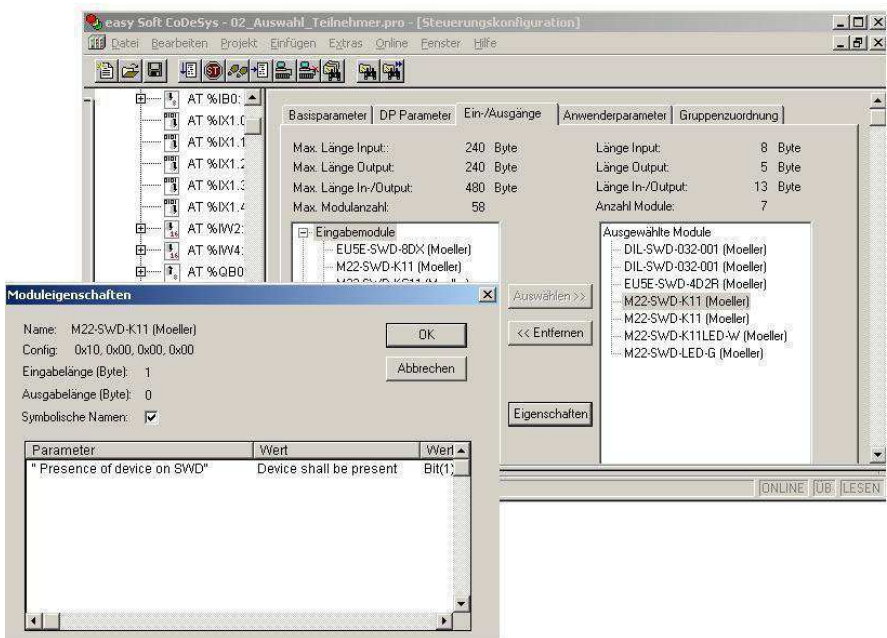 easy Soft CoDeSys - 02_Auswahl_Teilnehmer.pro - [Steuerungskonfiguration]
Datei Bearbeiten Projekt Einfügen Extras Online Fenster Hilfe
AT %IB0:
AT %IX1.0
AT %IX1.1
AT %IX1.2
AT %IX1.3
AT %IX1.4
AT %IW2:
AT %IW4:
AT %QB0
Basisparameter DP Parameter Ein-/Ausgänge Anwenderparameter Gruppenzuordnung
Max. Länge Input:: 240 Byte Länge Input: 8 Byte
Max. Länge Output: 240 Byte Länge Output: 5 Byte
Max. Länge In-/Output: 480 Byte Länge In-/Output: 13 Byte
Max. Modulanzahl: 58 Anzahl Module: 7
Eingabemodule
EU5E-SWD-8DX (Moeller)
M22-SWD-K11 (Moeller)
Auswählen >>
<< Entfernen
Eigenschaften
Ausgewählte Module
DIL-SWD-032-001 (Moeller)
DIL-SWD-032-001 (Moeller)
EU5E-SWD-4D2R (Moeller)
M22-SWD-K11 (Moeller)
M22-SWD-K11 (Moeller)
M22-SWD-K11LED-W (Moeller)
M22-SWD-LED-G (Moeller)
ONLINE ÜB LESEN
Moduleigenschaften
Name: M22-SWD-K11 (Moeller)
Config: 0x10, 0x00, 0x00, 0x00
Eingabelänge (Byte): 1
Ausgabelänge (Byte): 0
Symbolische Namen:
OK
Abbrechen
Parameter Wert Wert
" Presence of device on SWD" Device shall be present Bit(1)